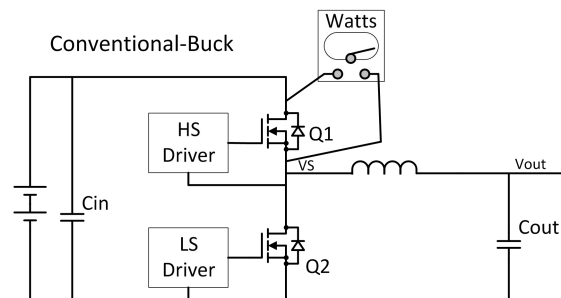 Conventional-Buck
Watts
HS
Driver
Q1
VS
Vout
Cin
Cout
LS
Driver
Q2